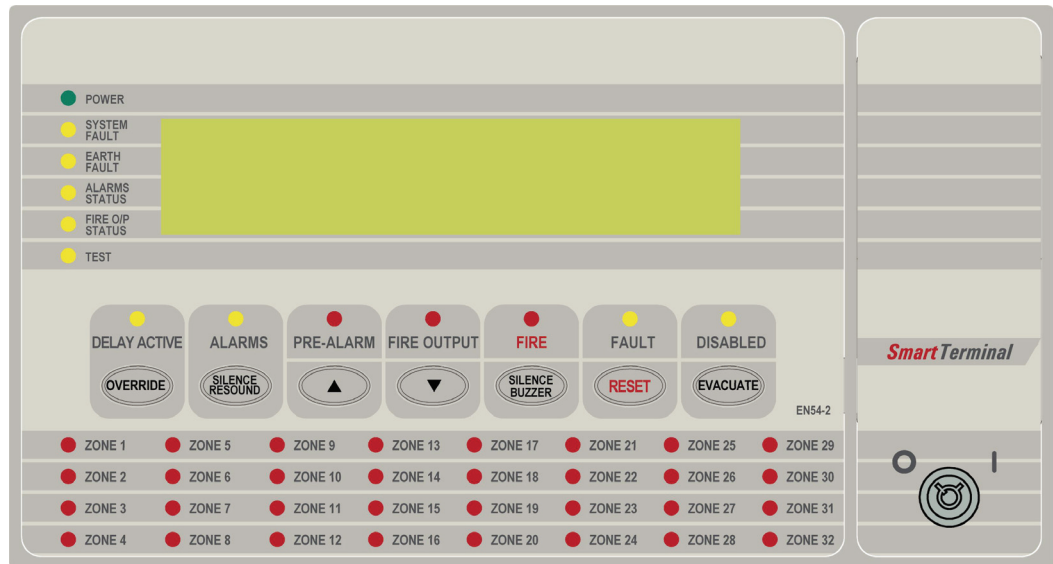 POWER
SYSTEM
FAULT
EARTH
FAULT
ALARMS
STATUS
FIRE O/P
STATUS
TEST
DELAY ACTIVE ALARMS PRE-ALARM FIRE OUTPUT FIRE FAULT DISABLED
OVERRIDE
SILENCE
RESOUND
SILENCE
BUZZER
RESET
EVACUATE
EN54-2
ZONE 1 ZONE 5 ZONE 9 ZONE 13 ZONE 17 ZONE 21 ZONE 25 ZONE 29
ZONE 2 ZONE 6 ZONE 10 ZONE 14 ZONE 18 ZONE 22 ZONE 26 ZONE 30
ZONE 3 ZONE 7 ZONE 11 ZONE 15 ZONE 19 ZONE 23 ZONE 27 ZONE 31
ZONE 4 ZONE 8 ZONE 12 ZONE 16 ZONE 20 ZONE 24 ZONE 28 ZONE 32
SmartTerminal
O I